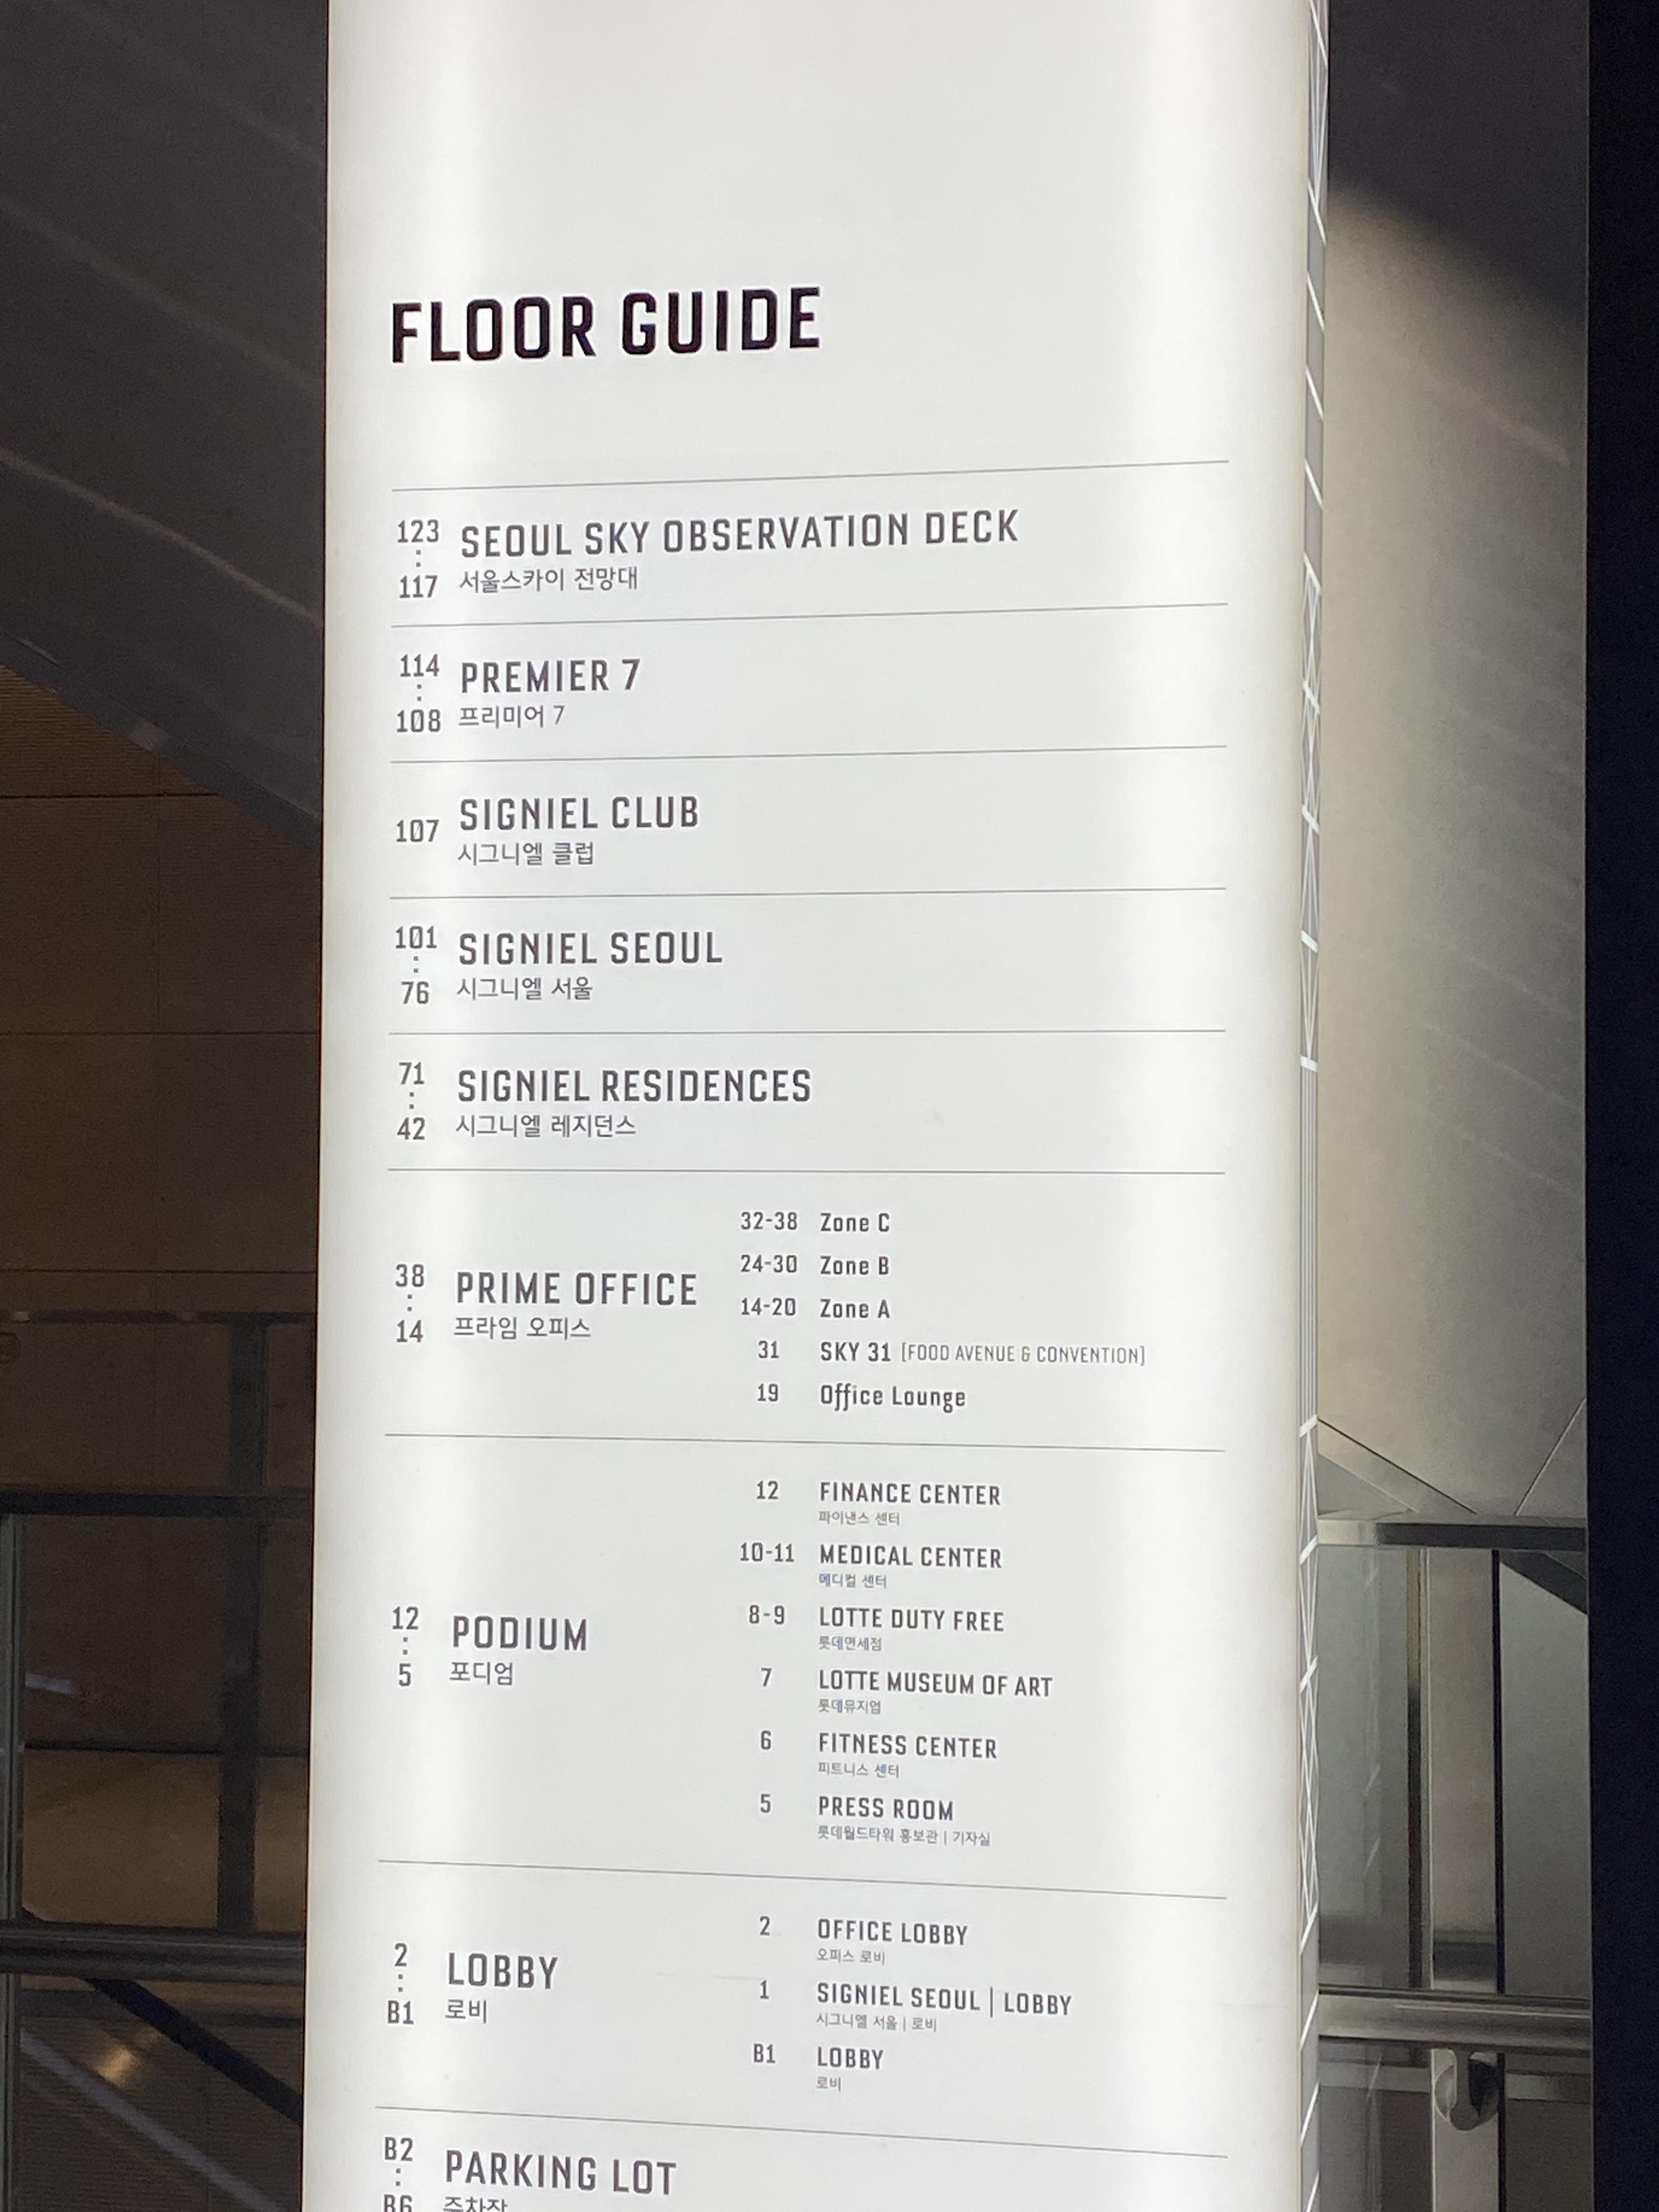 FLOOR GUIDE
123
⋮
117
SEOUL SKY OBSERVATION DECK
서울스카이 전망대
114
⋮
108
PREMIER 7
프리미어 7
107
SIGNIEL CLUB
시그니엘 클럽
101
⋮
76
SIGNIEL SEOUL
시그니엘 서울
71
⋮
42
SIGNIEL RESIDENCES
시그니엘 레지던스
38
⋮
14
PRIME OFFICE
프라임 오피스
32-38 Zone C
24-30 Zone B
14-20 Zone A
31 SKY 31 [FOOD AVENUE & CONVENTION]
19 Office Lounge
12
⋮
5
PODIUM
포디엄
12 FINANCE CENTER
파이낸스 센터
10-11 MEDICAL CENTER
메디컬 센터
8-9 LOTTE DUTY FREE
롯데면세점
7 LOTTE MUSEUM OF ART
롯데뮤지엄
6 FITNESS CENTER
피트니스 센터
5 PRESS ROOM
롯데월드타워 홍보관 | 기자실
2
⋮
B1
LOBBY
로비
2 OFFICE LOBBY
오피스 로비
1 SIGNIEL SEOUL | LOBBY
시그니엘 서울 | 로비
B1 LOBBY
로비
B2
⋮
B6
PARKING LOT
주차장